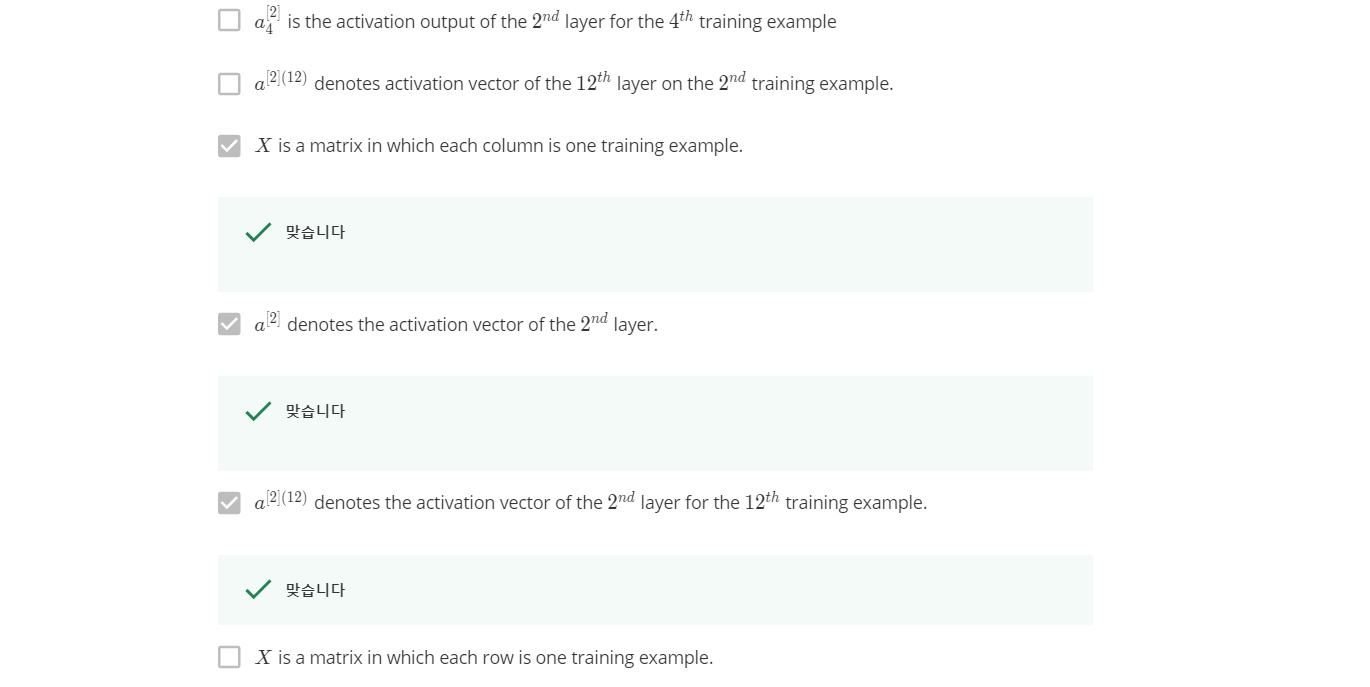 $a_4^{[2]}$ is the activation output of the $2^{nd}$ layer for the $4^{th}$ training example
$a^{[2](12)}$ denotes activation vector of the $12^{th}$ layer on the $2^{nd}$ training example.
$X$ is a matrix in which each column is one training example.
맞습니다
$a^{[2]}$ denotes the activation vector of the $2^{nd}$ layer.
맞습니다
$a^{[2](12)}$ denotes the activation vector of the $2^{nd}$ layer for the $12^{th}$ training example.
맞습니다
$X$ is a matrix in which each row is one training example.